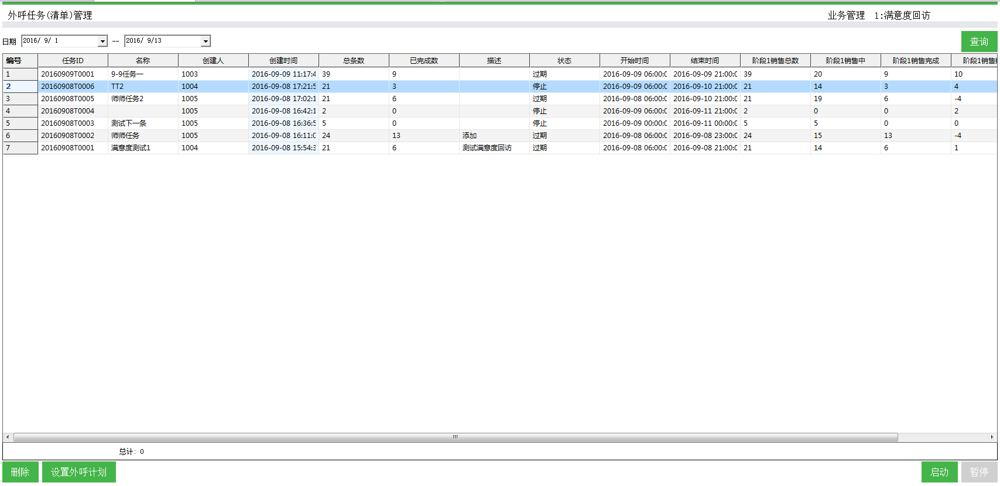 外呼任务(清单)管理 业务管理 1:满意度回访
日期 2016/ 9/ 1 -- 2016/ 9/13 查询
编号 任务ID 名称 创建人 创建时间 总条数 已完成数 描述 状态 开始时间 结束时间 阶段1销售总数 阶段1销售中 阶段1销售完成 阶段1销售
1 20160909T0001 9-9任务一 1003 2016-09-09 11:17:4 39 9 过期 2016-09-09 06:00:0 2016-09-09 21:00:0 39 20 9 10
2 20160908T0006 TT2 1004 2016-09-08 17:21:5 21 3 停止 2016-09-09 06:00:0 2016-09-10 21:00:0 21 14 3 4
3 20160908T0005 师师任务2 1005 2016-09-08 17:02:1 21 6 过期 2016-09-08 06:00:0 2016-09-10 21:00:0 21 19 6 -4
4 20160908T0004 1005 2016-09-08 16:42:1 2 0 停止 2016-09-09 06:00:0 2016-09-11 21:00:0 2 0 0 2
5 20160908T0003 测试下一条 1005 2016-09-08 16:36:5 5 0 停止 2016-09-09 00:00:0 2016-09-11 00:00:0 5 5 0 0
6 20160908T0002 师师任务 1005 2016-09-08 16:11:0 24 13 添加 过期 2016-09-08 06:00:0 2016-09-08 23:00:0 24 15 13 -4
7 20160908T0001 满意度测试1 1004 2016-09-08 15:54:3 21 6 测试满意度回访 过期 2016-09-08 06:00:0 2016-09-08 21:00:0 21 14 6 1
总计: 0
删除 设置外呼计划 启动 暂停